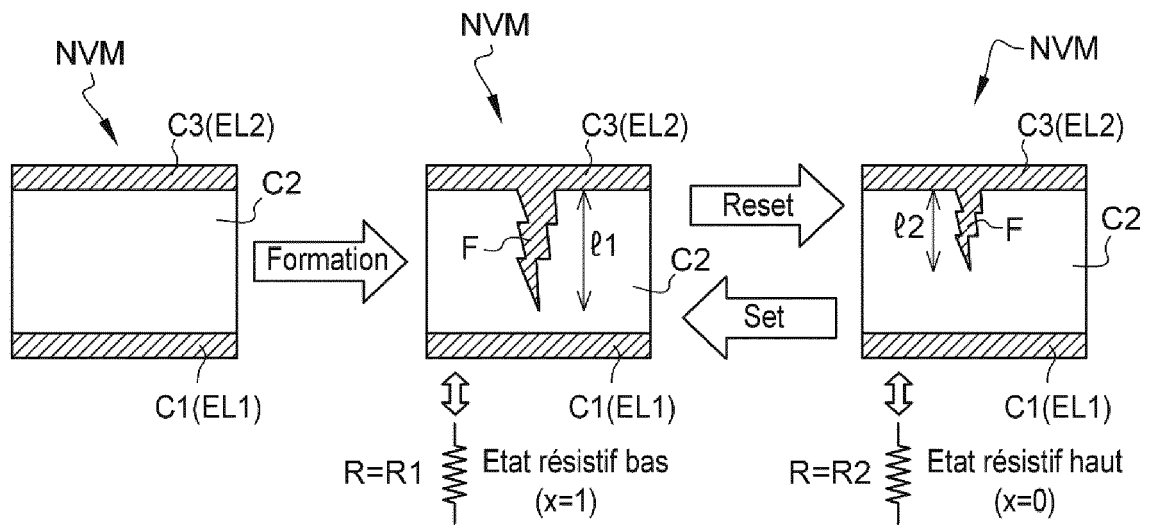 NVM
C3(EL2)
C2
C1(EL1)
Formation
NVM
C3(EL2)
F
ℓ1
C2
C1(EL1)
R=R1
Etat résistif bas
(x=1)
Reset
Set
NVM
C3(EL2)
ℓ2
F
C2
C1(EL1)
R=R2
Etat résistif haut
(x=0)